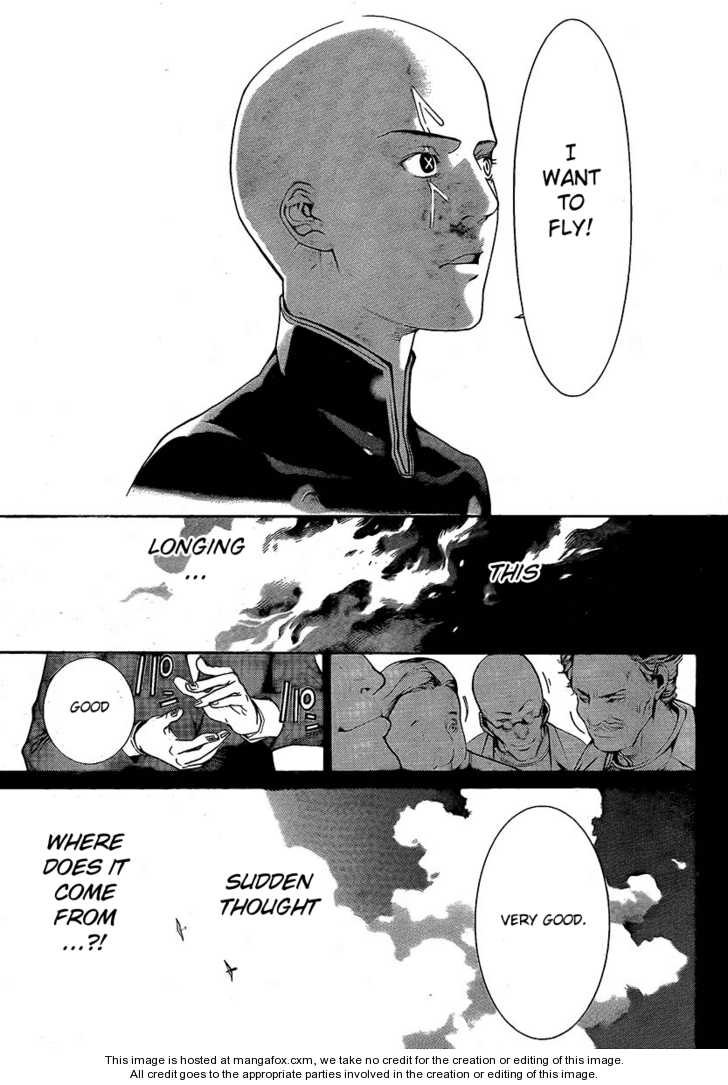 I
WANT
TO
FLY!
THIS
LONGING
...
GOOD
VERY GOOD.
SUDDEN
THOUGHT
WHERE
DOES IT
COME
FROM
...?!
This image is hosted at mangafox.cxm, we take no credit for the creation or editing of this image.
All credit goes to the appropriate parties involved in the creation or editing of this image.